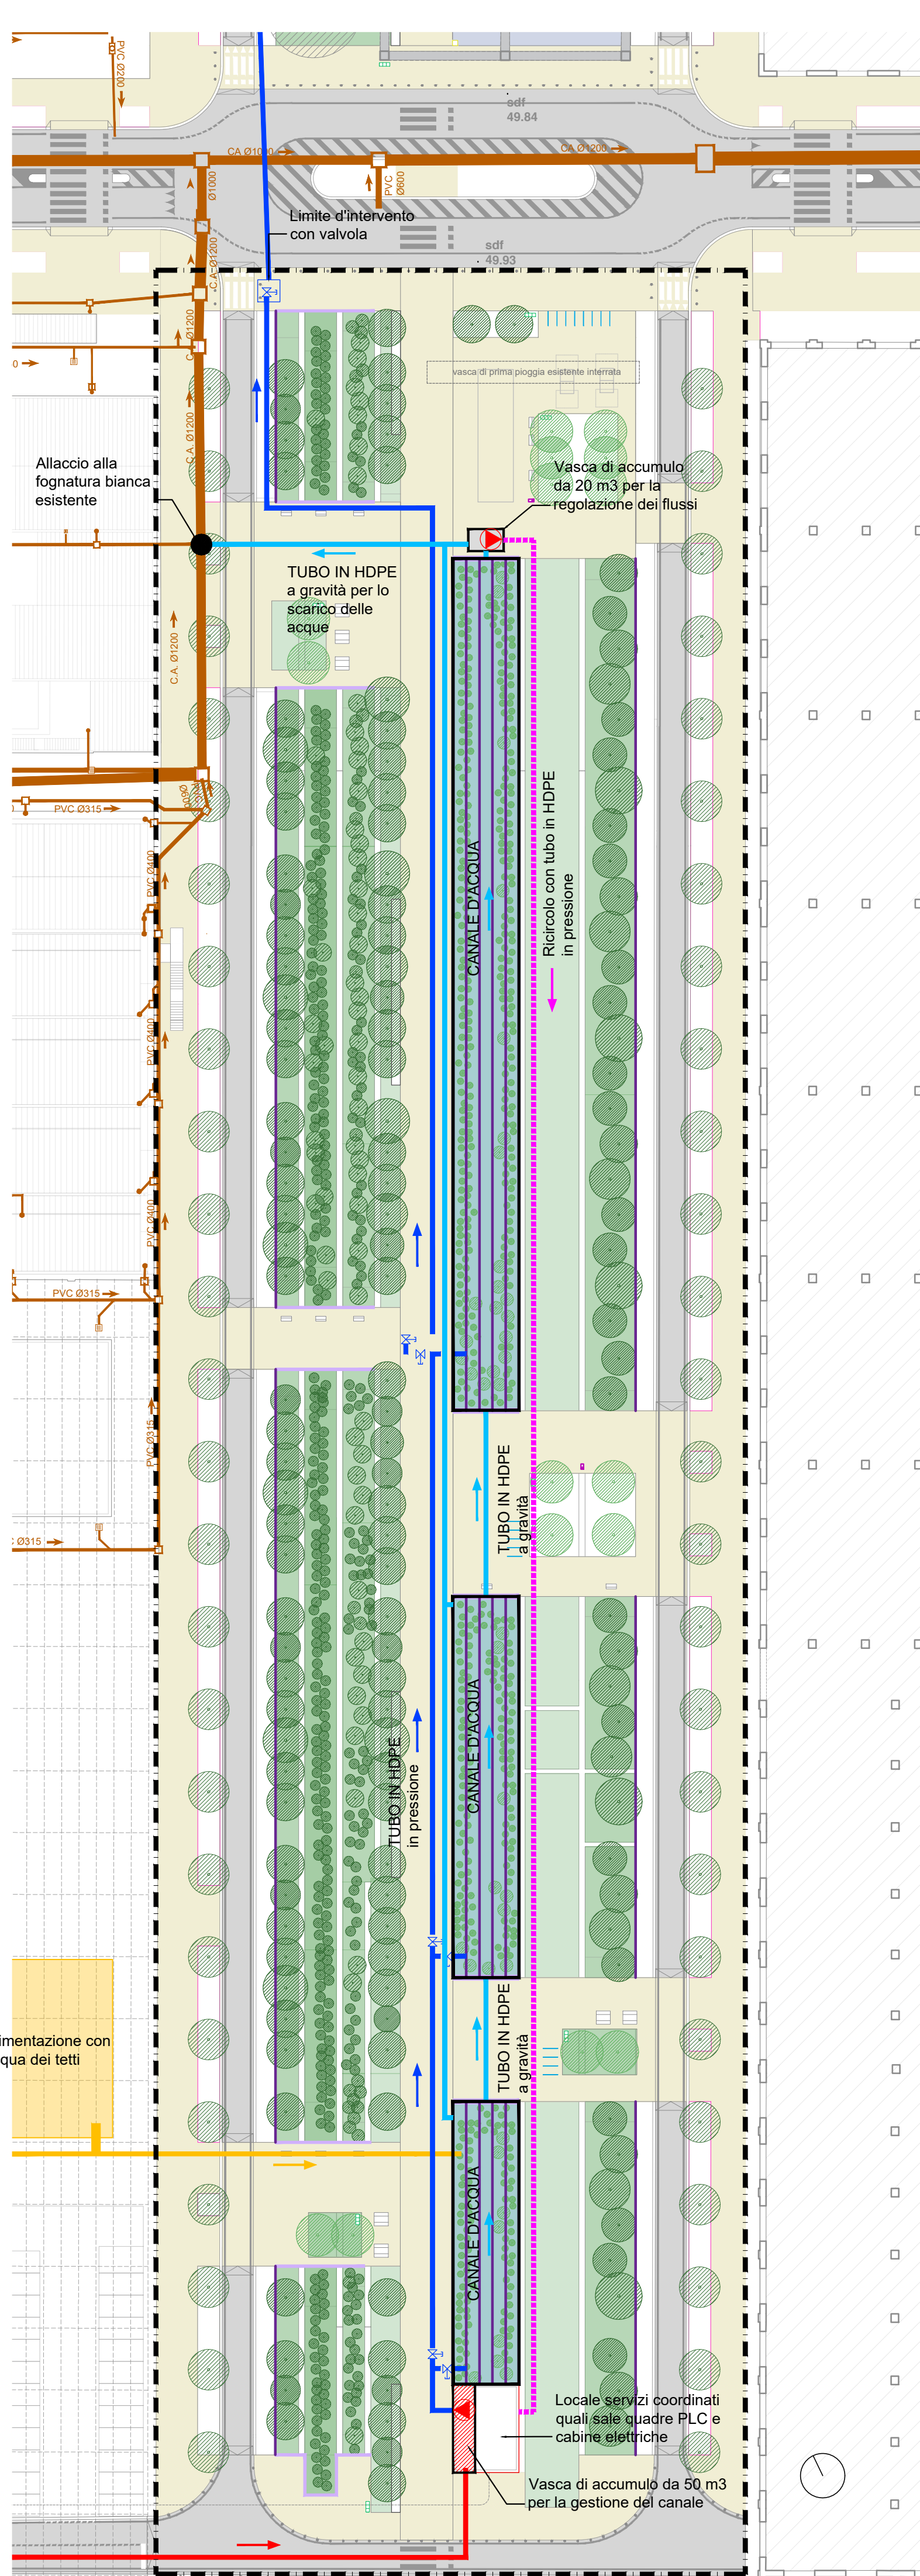 PVC Ø200
sdf
49.84
CA Ø1000
CA Ø1200
Ø1000
PVC
Ø600
Limite d'intervento
con valvola
sdf
49.93
C.A. Ø1200
C.A. Ø1200
0
vasca di prima pioggia esistente interrata
C.A. Ø1200
Allaccio alla
fognatura bianca
esistente
Vasca di accumulo
da 20 m3 per la
regolazione dei flussi
TUBO IN HDPE
a gravità per lo
scarico delle
acque
C.A. Ø1200
Ø600
PVC Ø315
PVC Ø400
CANALE D'ACQUA
Ricircolo con tubo in HDPE
in pressione
PVC Ø400
PVC Ø400
PVC Ø315
PVC Ø315
TUBO IN HDPE
a gravità
C Ø315
CANALE D'ACQUA
TUBO IN HDPE
in pressione
TUBO IN HDPE
a gravità
imentazione con
qua dei tetti
CANALE D'ACQUA
Locale servizi coordinati
quali sale quadre PLC e
cabine elettriche
Vasca di accumulo da 50 m3
per la gestione del canale